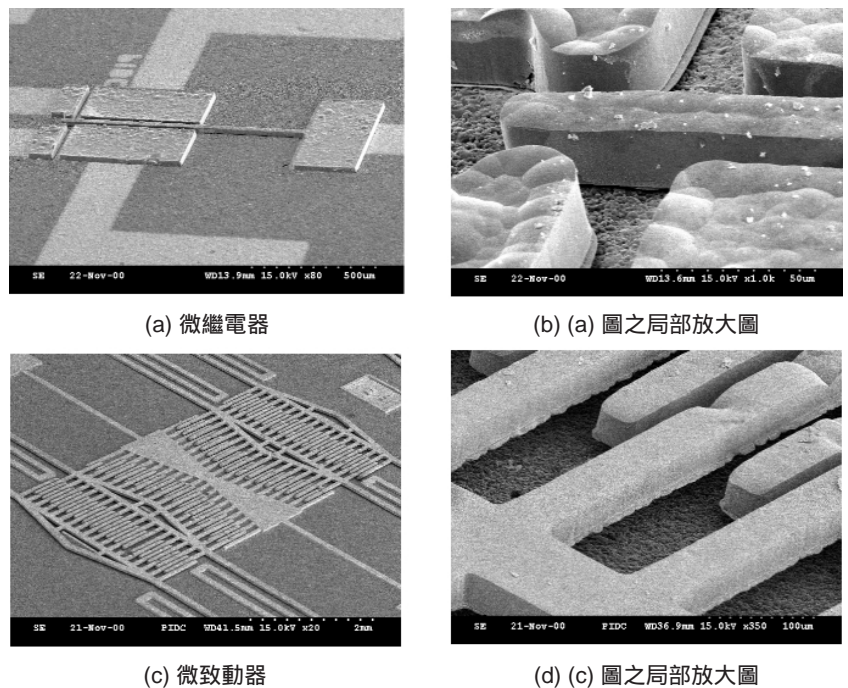 SE 22-Nov-00 WD13.9mm 15.0kV x80 500um
SE 22-Nov-00 WD13.6mm 15.0kV x1.0k 50um
(a) 微繼電器
(b) (a) 圖之局部放大圖
SE 21-Nov-00 PIDC WD41.5mm 15.0kV x20 2mm
SE 21-Nov-00 PIDC WD36.9mm 15.0kV x350 100um
(c) 微致動器
(d) (c) 圖之局部放大圖